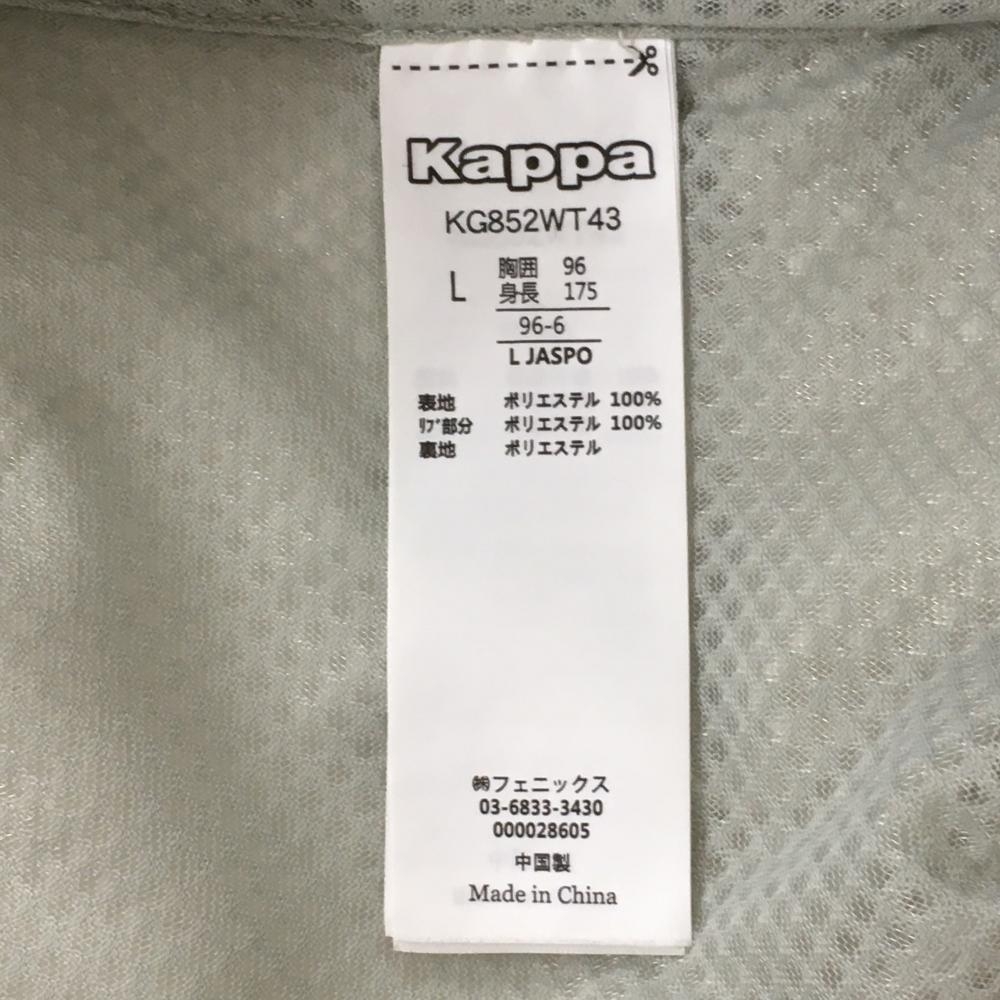 Kappa
KG852WT43
L 胸囲 96
身長 175
96-6
L JASPO
表地 ポリエステル 100%
ﾘﾌﾞ部分 ポリエステル 100%
裏地 ポリエステル
㈱フェニックス
03-6833-3430
000028605
中国製
Made in China